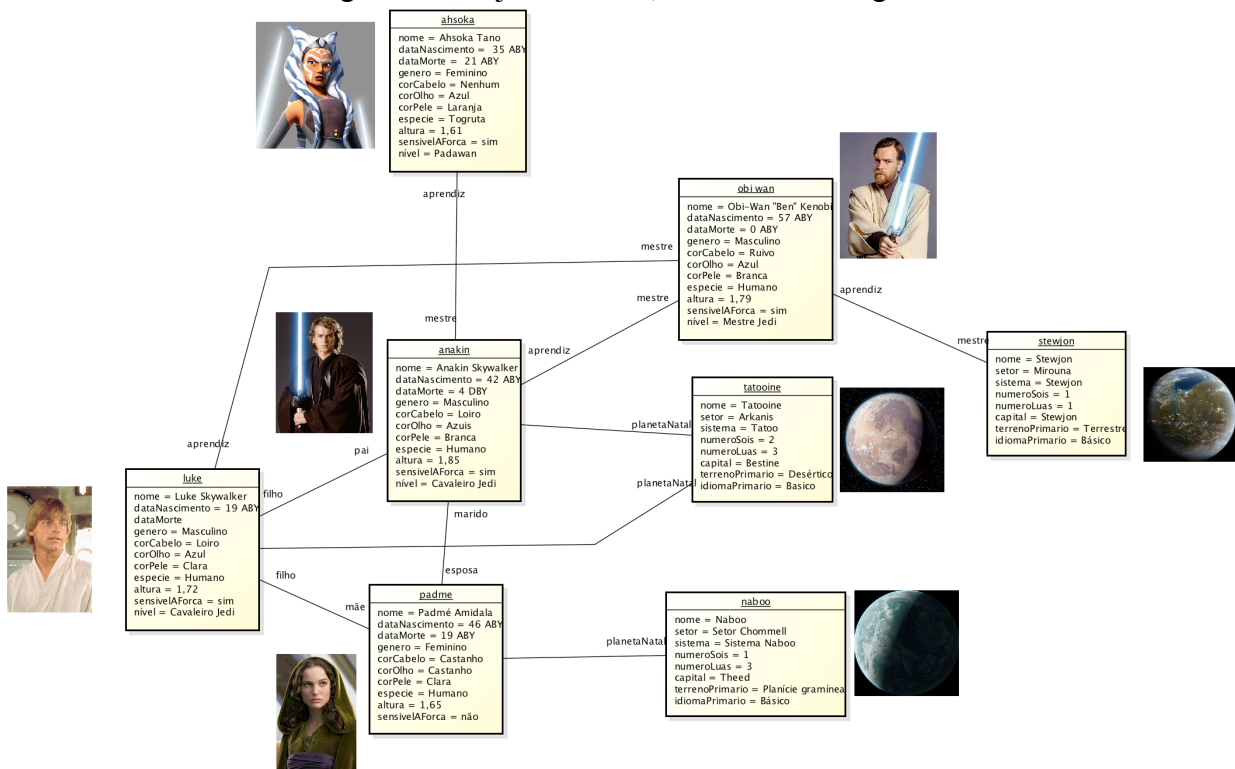 ahsoka
nome = Ahsoka Tano
dataNascimento =  35 ABY
dataMorte =  21 ABY
genero = Feminino
corCabelo = Nenhum
corOlho = Azul
corPele = Laranja
especie = Togruta
altura = 1,61
sensivelAForca = sim
nível = Padawan
aprendiz
mestre
obi wan
nome = Obi-Wan "Ben" Kenobi
dataNascimento = 57 ABY
dataMorte = 0 ABY
genero = Masculino
corCabelo = Ruivo
corOlho = Azul
corPele = Branca
especie = Humano
altura = 1,79
sensivelAForca = sim
nível = Mestre Jedi
mestre
mestre
aprendiz
aprendiz
mestre
stewjon
nome = Stewjon
setor = Mirouna
sistema = Stewjon
numeroSois = 1
numeroLuas = 1
capital = Stewjon
terrenoPrimario = Terrestre
idiomaPrimario = Básico
anakin
nome = Anakin Skywalker
dataNascimento = 42 ABY
dataMorte = 4 DBY
genero = Masculino
corCabelo = Loiro
corOlho = Azuis
corPele = Branca
especie = Humano
altura = 1,85
sensivelAForca = sim
nível = Cavaleiro Jedi
planetaNatal
planetaNatal
tatooine
nome = Tatooine
setor = Arkanis
sistema = Tatoo
numeroSois = 2
numeroLuas = 3
capital = Bestine
terrenoPrimario = Desértico
idiomaPrimario = Basico
aprendiz
pai
filho
luke
nome = Luke Skywalker
dataNascimento = 19 ABY
dataMorte
genero = Masculino
corCabelo = Loiro
corOlho = Azul
corPele = Clara
especie = Humano
altura = 1,72
sensivelAForca = sim
nível = Cavaleiro Jedi
marido
esposa
filho
mãe
padme
nome = Padmé Amidala
dataNascimento = 46 ABY
dataMorte = 19 ABY
genero = Feminino
corCabelo = Castanho
corOlho = Castanho
corPele = Clara
especie = Humano
altura = 1,65
sensivelAForca = não
planetaNatal
naboo
nome = Naboo
setor = Setor Chommell
sistema = Sistema Naboo
numeroSois = 1
numeroLuas = 3
capital = Theed
terrenoPrimario = Planície gramínea
idiomaPrimario = Básico